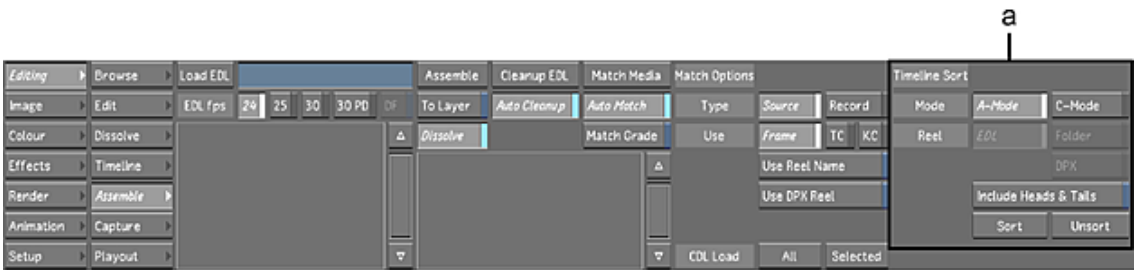 a
Editing Browse Load EDL Assemble Cleanup EDL Match Media Match Options Timeline Sort
Image Edit EDL fps 24 25 30 30 PD DF To Layer Auto Cleanup Auto Match Type Source Record Mode A-Mode C-Mode
Colour Dissolve Dissolve Match Grade Use Frame TC KC Reel EDL Folder
Effects Timeline Use Reel Name DPX
Render Assemble Use DPX Reel Include Heads & Tails
Animation Capture Sort Unsort
Setup Playout CDL Load All Selected